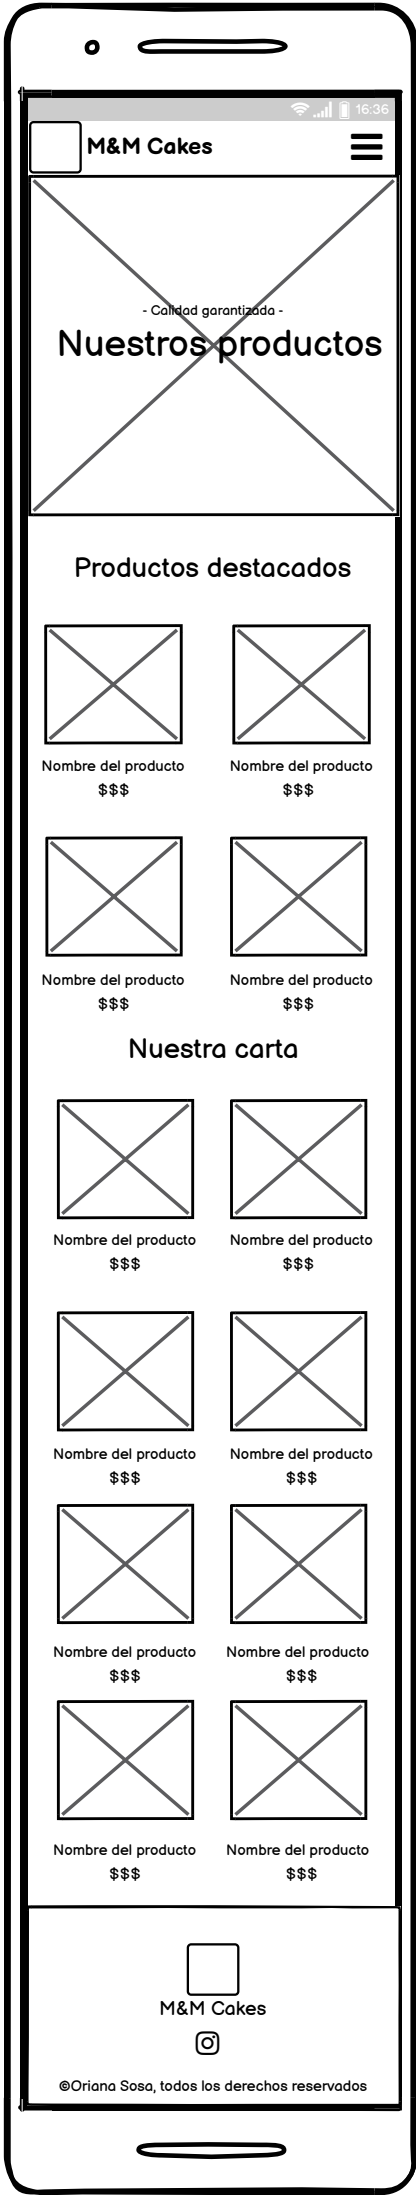 16:36
M&M Cakes
- Calidad garantizada -
Nuestros productos
Productos destacados
Nombre del producto Nombre del producto
$$$ $$$
Nombre del producto Nombre del producto
$$$ $$$
Nuestra carta
Nombre del producto Nombre del producto
$$$ $$$
Nombre del producto Nombre del producto
$$$ $$$
Nombre del producto Nombre del producto
$$$ $$$
Nombre del producto Nombre del producto
$$$ $$$
M&M Cakes
©Oriana Sosa, todos los derechos reservados